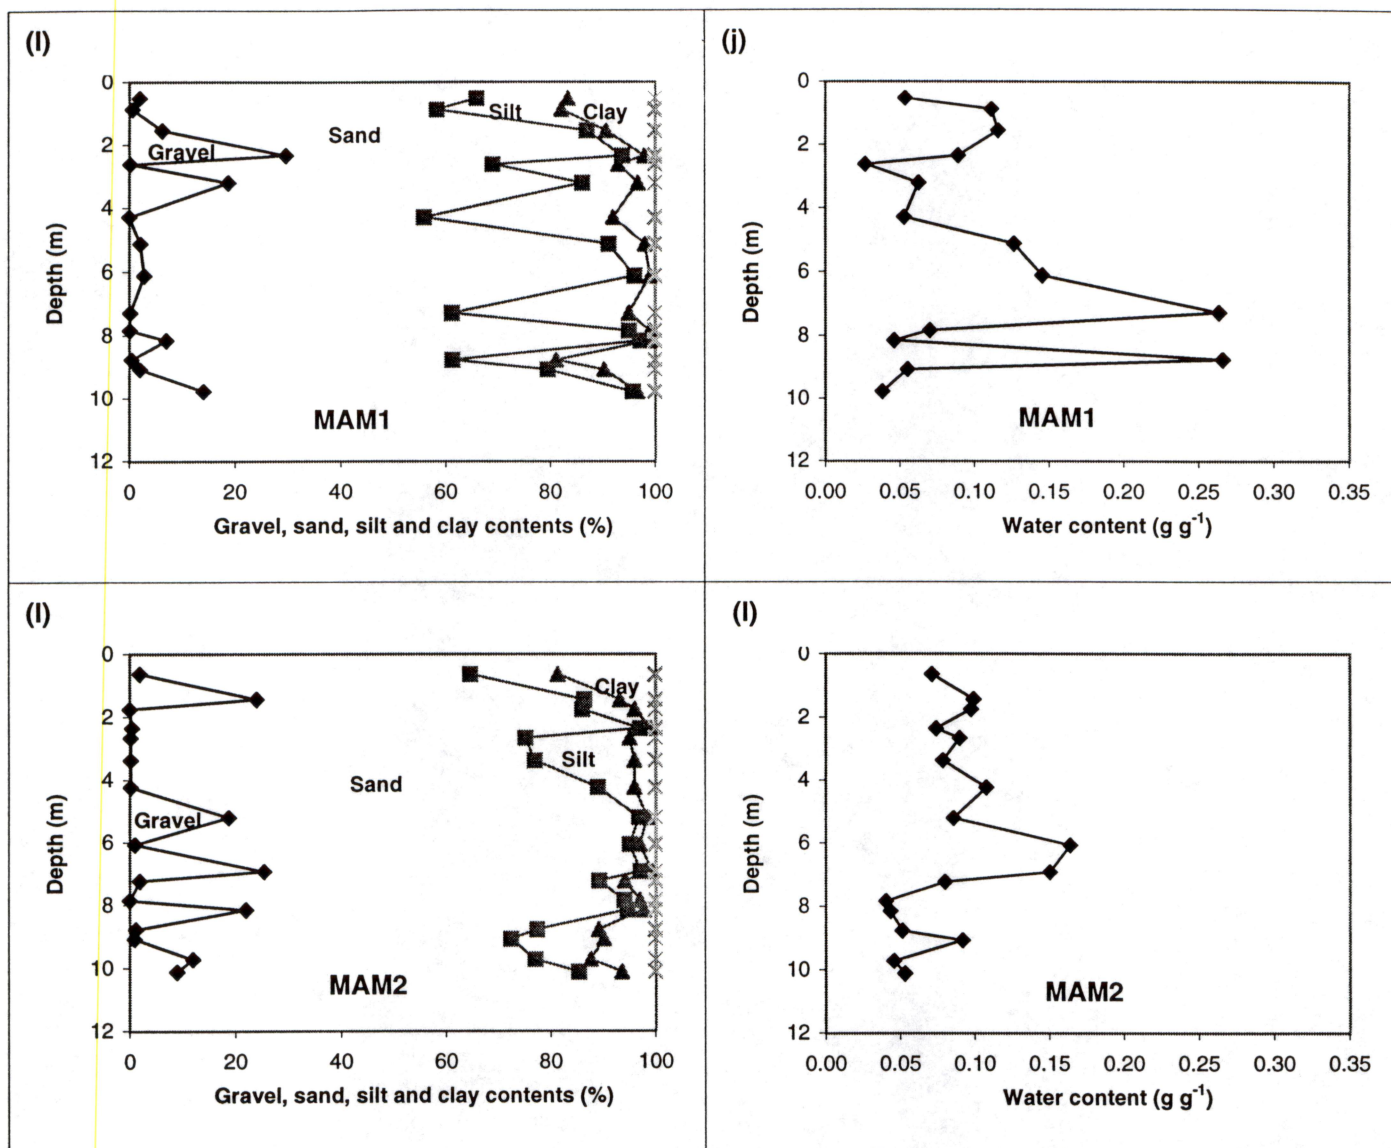 (I)
0
2
4
6
8
10
12
Depth (m)
Gravel
Sand
Silt
Clay
MAM1
0 20 40 60 80 100
Gravel, sand, silt and clay contents (%)
(j)
0
2
4
6
8
10
12
Depth (m)
MAM1
0.00 0.05 0.10 0.15 0.20 0.25 0.30 0.35
Water content (g g⁻¹)
(I)
0
2
4
6
8
10
12
Depth (m)
Clay
Silt
Sand
Gravel
MAM2
0 20 40 60 80 100
Gravel, sand, silt and clay contents (%)
(I)
0
2
4
6
8
10
12
Depth (m)
MAM2
0.00 0.05 0.10 0.15 0.20 0.25 0.30 0.35
Water content (g g⁻¹)